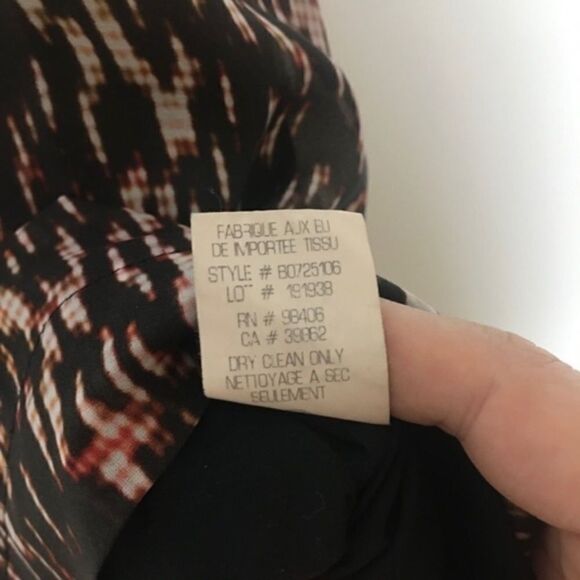 FABRIQUE AUX EU
DE IMPORTEE TISSU
STYLE # B0725106
LOT # 191938
RN # 98406
CA # 39862
DRY CLEAN ONLY
NETTOYAGE A SEC
SEULEMENT